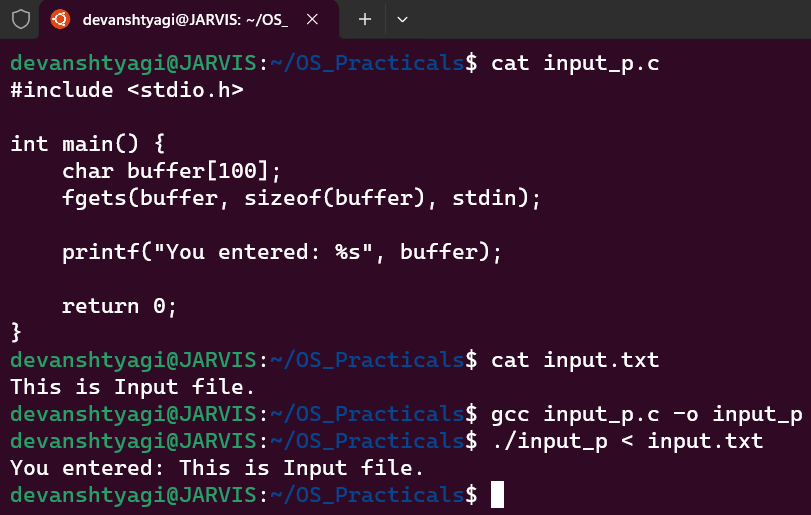 devanshtyagi@JARVIS: ~/OS_
devanshtyagi@JARVIS:~/OS_Practicals$ cat input_p.c
#include <stdio.h>

int main() {
    char buffer[100];
    fgets(buffer, sizeof(buffer), stdin);

    printf("You entered: %s", buffer);

    return 0;
}
devanshtyagi@JARVIS:~/OS_Practicals$ cat input.txt
This is Input file.
devanshtyagi@JARVIS:~/OS_Practicals$ gcc input_p.c -o input_p
devanshtyagi@JARVIS:~/OS_Practicals$ ./input_p < input.txt
You entered: This is Input file.
devanshtyagi@JARVIS:~/OS_Practicals$